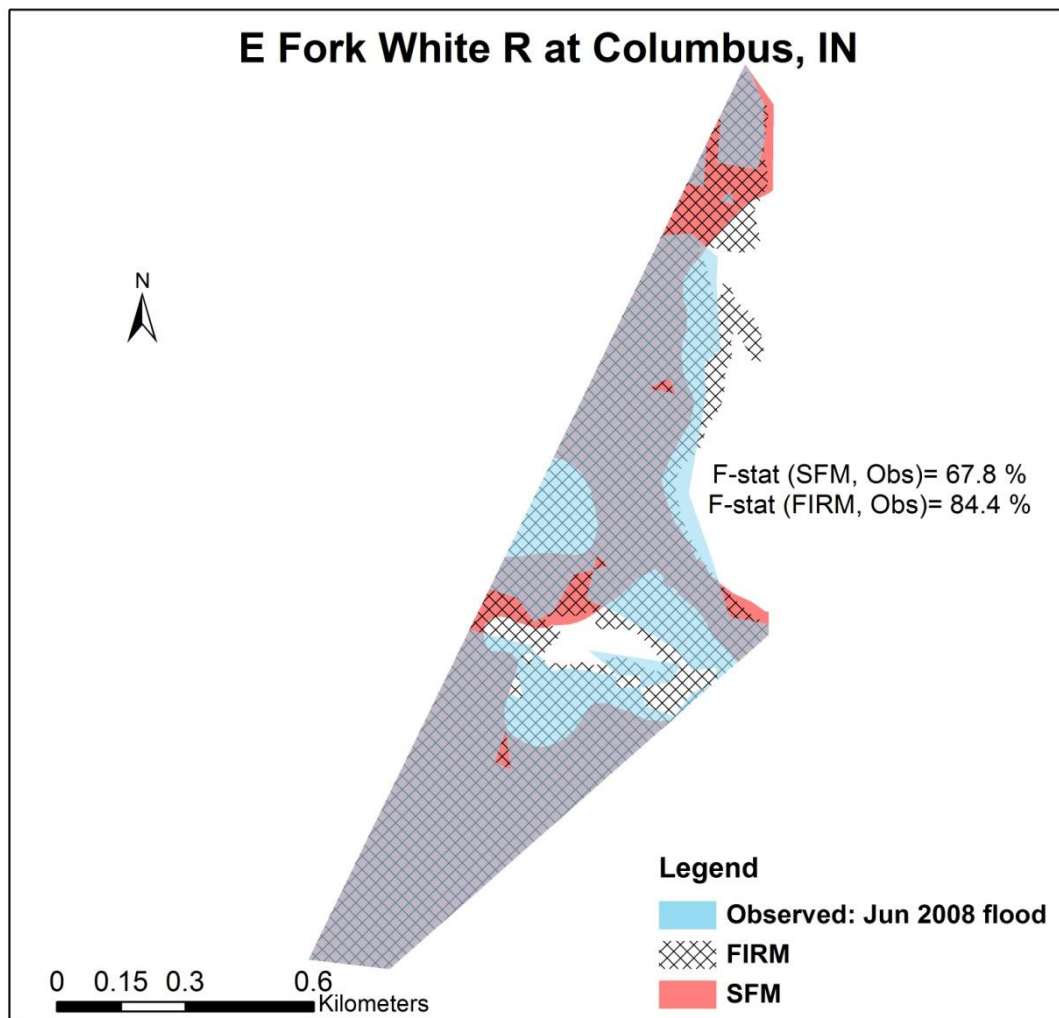 E Fork White R at Columbus, IN
N
F-stat (SFM, Obs)= 67.8 %
F-stat (FIRM, Obs)= 84.4 %
Legend
Observed: Jun 2008 flood
FIRM
SFM
0 0.15 0.3 0.6
Kilometers